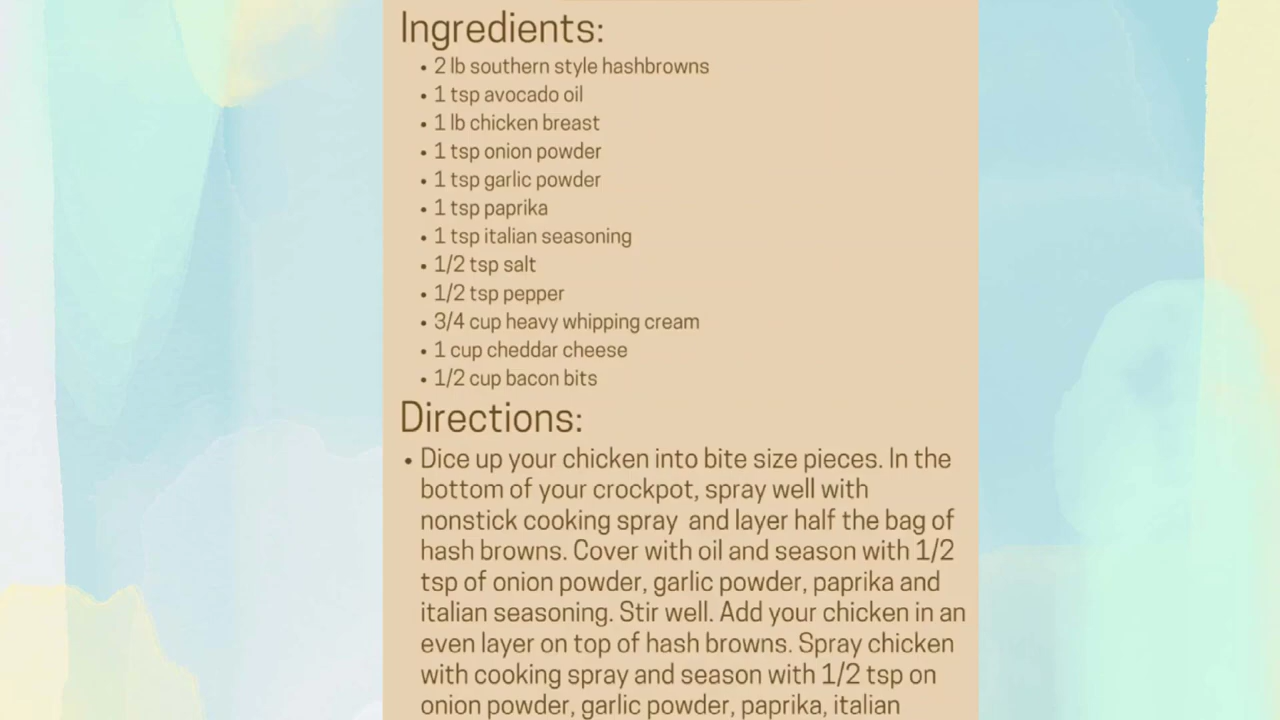 Ingredients:
• 2 lb southern style hashbrowns
• 1 tsp avocado oil
• 1 lb chicken breast
• 1 tsp onion powder
• 1 tsp garlic powder
• 1 tsp paprika
• 1 tsp italian seasoning
• 1/2 tsp salt
• 1/2 tsp pepper
• 3/4 cup heavy whipping cream
• 1 cup cheddar cheese
• 1/2 cup bacon bits
Directions:
• Dice up your chicken into bite size pieces. In the
bottom of your crockpot, spray well with
nonstick cooking spray and layer half the bag of
hash browns. Cover with oil and season with 1/2
tsp of onion powder, garlic powder, paprika and
italian seasoning. Stir well. Add your chicken in an
even layer on top of hash browns. Spray chicken
with cooking spray and season with 1/2 tsp on
onion powder, garlic powder, paprika, italian